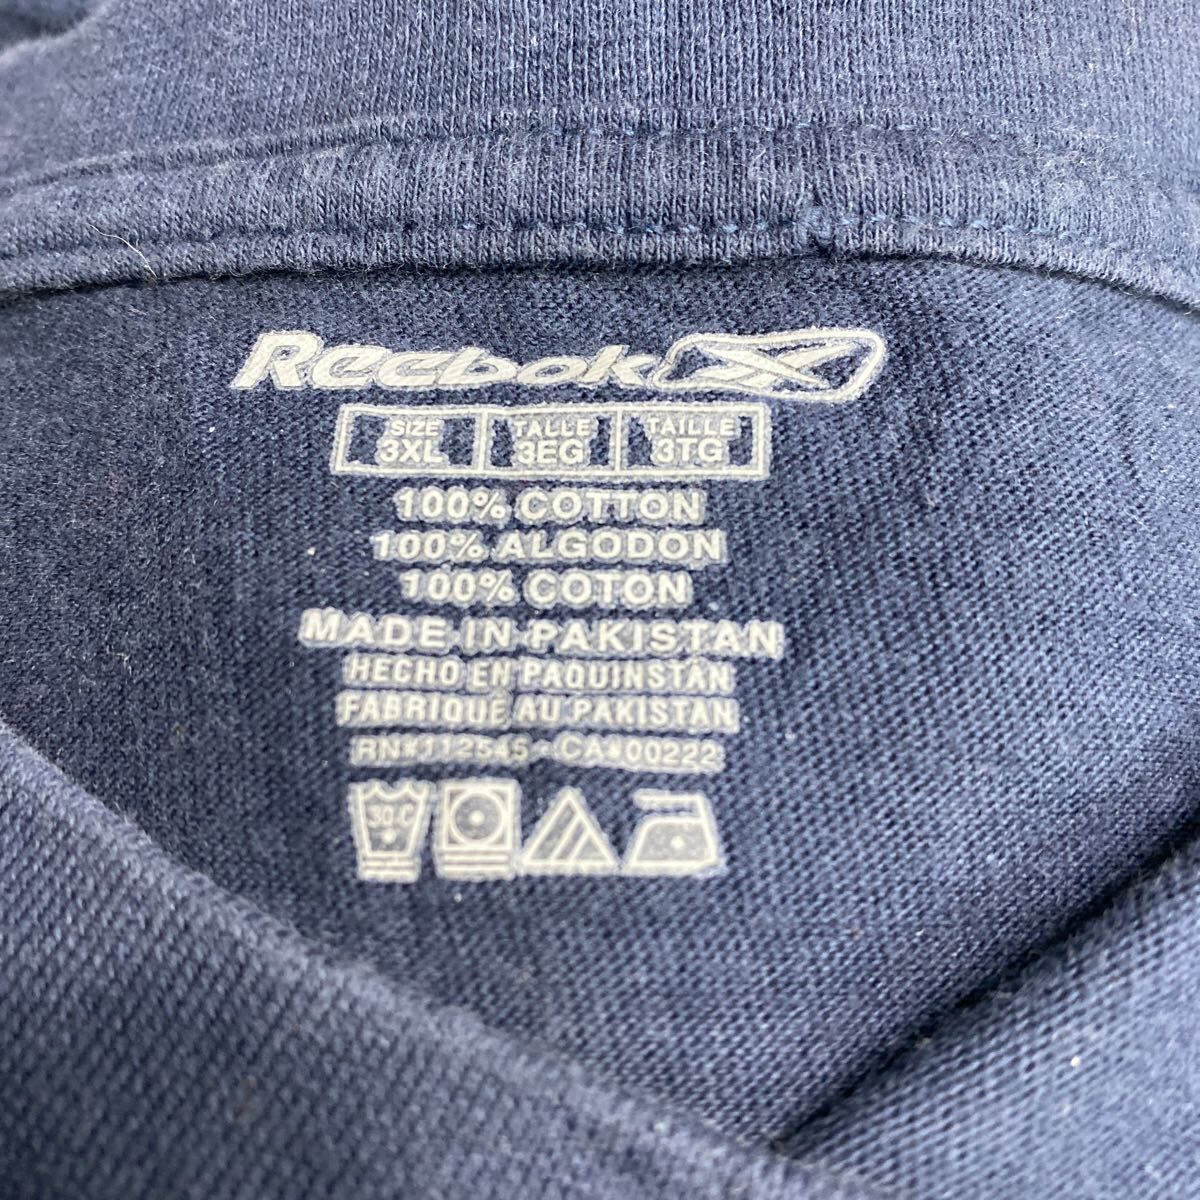 Reebok
SIZE TALLE TAILLE
3XL 3EG 3TG
100% COTTON
100% ALGODON
100% COTON
MADE IN PAKISTAN
HECHO EN PAQUINSTÁN
FABRIQUÉ AU PAKISTAN
RN#112545 - CA#00222
30 C